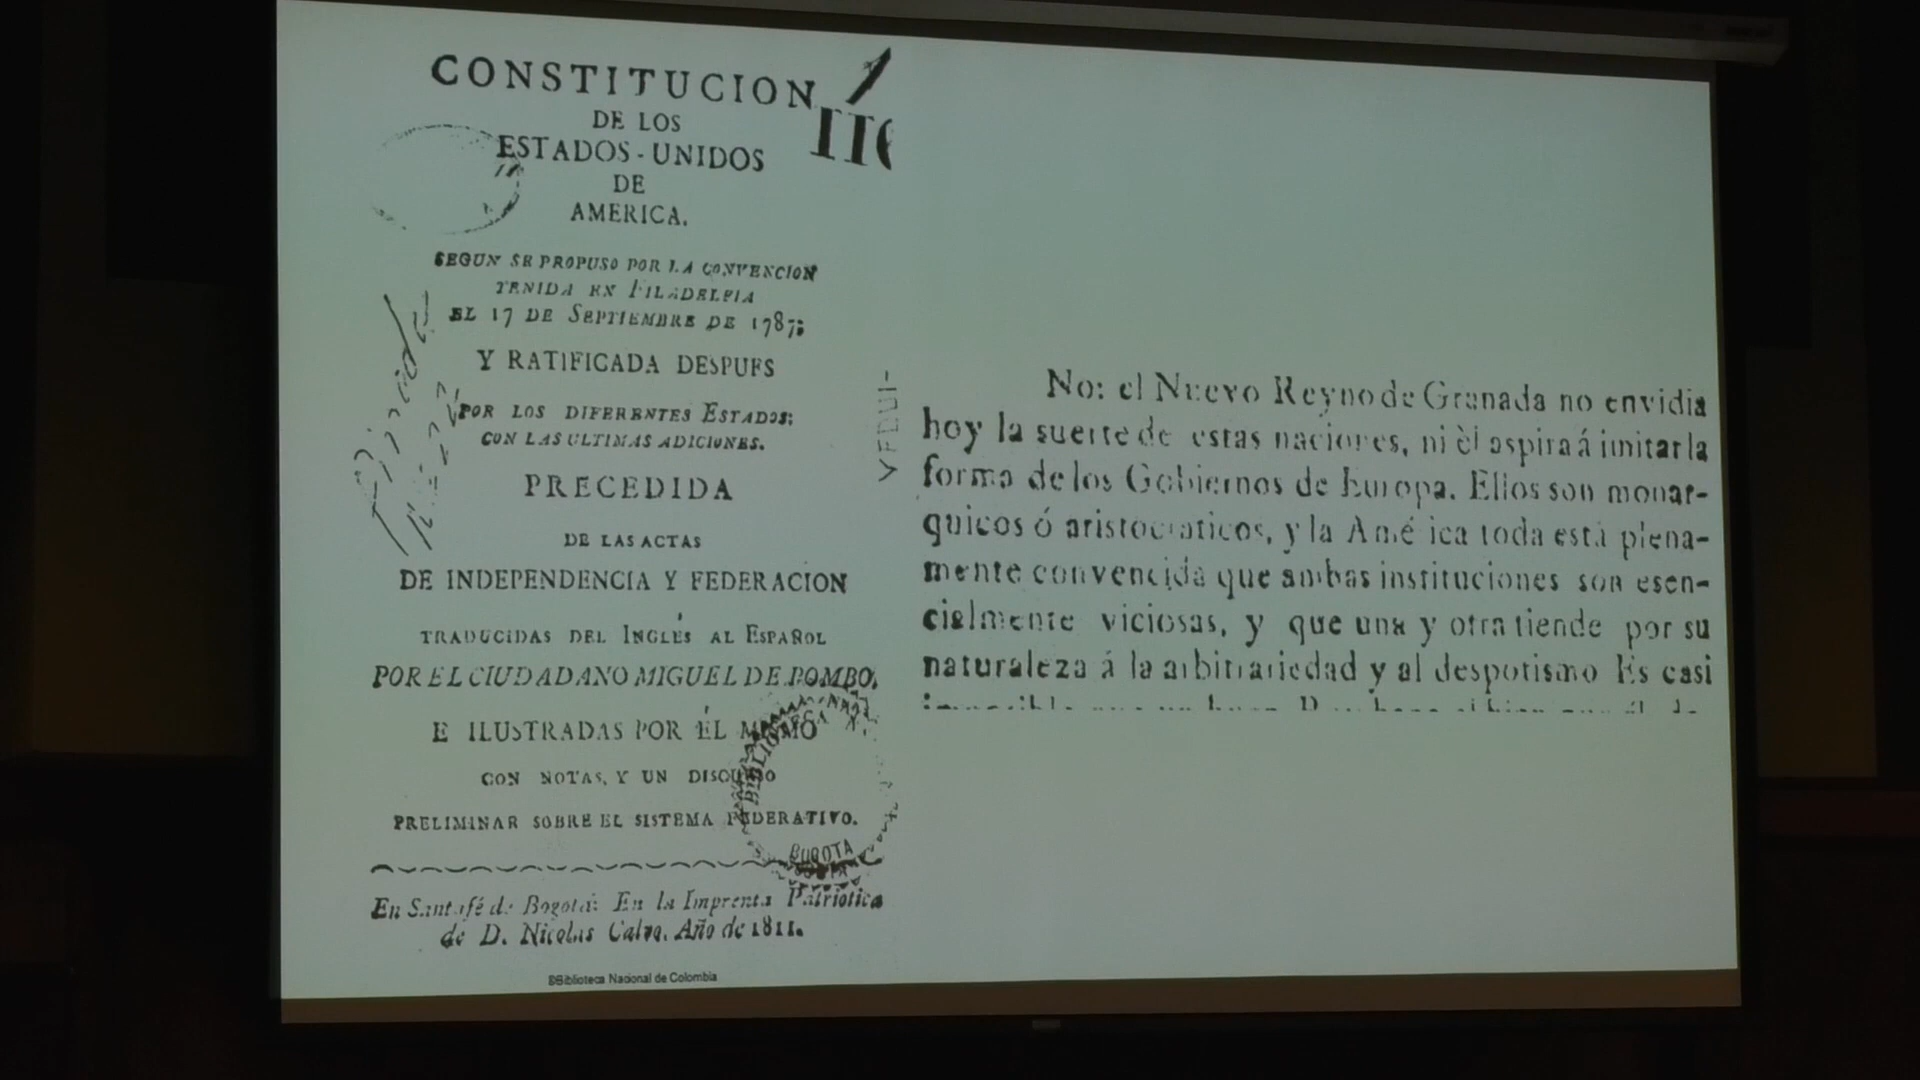 CONSTITUCION
DE LOS
ESTADOS-UNIDOS
DE
AMERICA.
SEGUN SE PROPUSO POR LA CONVENCION
TENIDA EN FILADELFIA
EL 17 DE SEPTIEMBRE DE 1787;
Y RATIFICADA DESPUES
POR LOS DIFERENTES ESTADOS;
CON LAS ULTIMAS ADICIONES.
PRECEDIDA
DE LAS ACTAS
DE INDEPENDENCIA Y FEDERACION
TRADUCIDAS DEL INGLÉS AL ESPAÑOL
POR EL CIUDADANO MIGUEL DE POMBO,
E ILUSTRADAS POR ÉL MISMO
CON NOTAS, Y UN DISCURSO
PRELIMINAR SOBRE EL SISTEMA FEDERATIVO.
BIBLIOTECA
BOGOTA
En Santafé de Bogotá: En la Imprenta Patriotica
de D. Nicolas Calvo. Año de 1811.
Biblioteca Nacional de Colombia
No: el Nuevo Reyno de Granada no envidia
hoy la suerte de estas naciones, ni èl aspira á imitar la
forma de los Gobiernos de Europa. Ellos son monar-
quicos ó aristocraticos, y la América toda está plena-
mente convencida que ambas instituciones son esen-
cialmente viciosas, y que una y otra tiende por su
naturaleza á la arbitrariedad y al despotismo Es casi